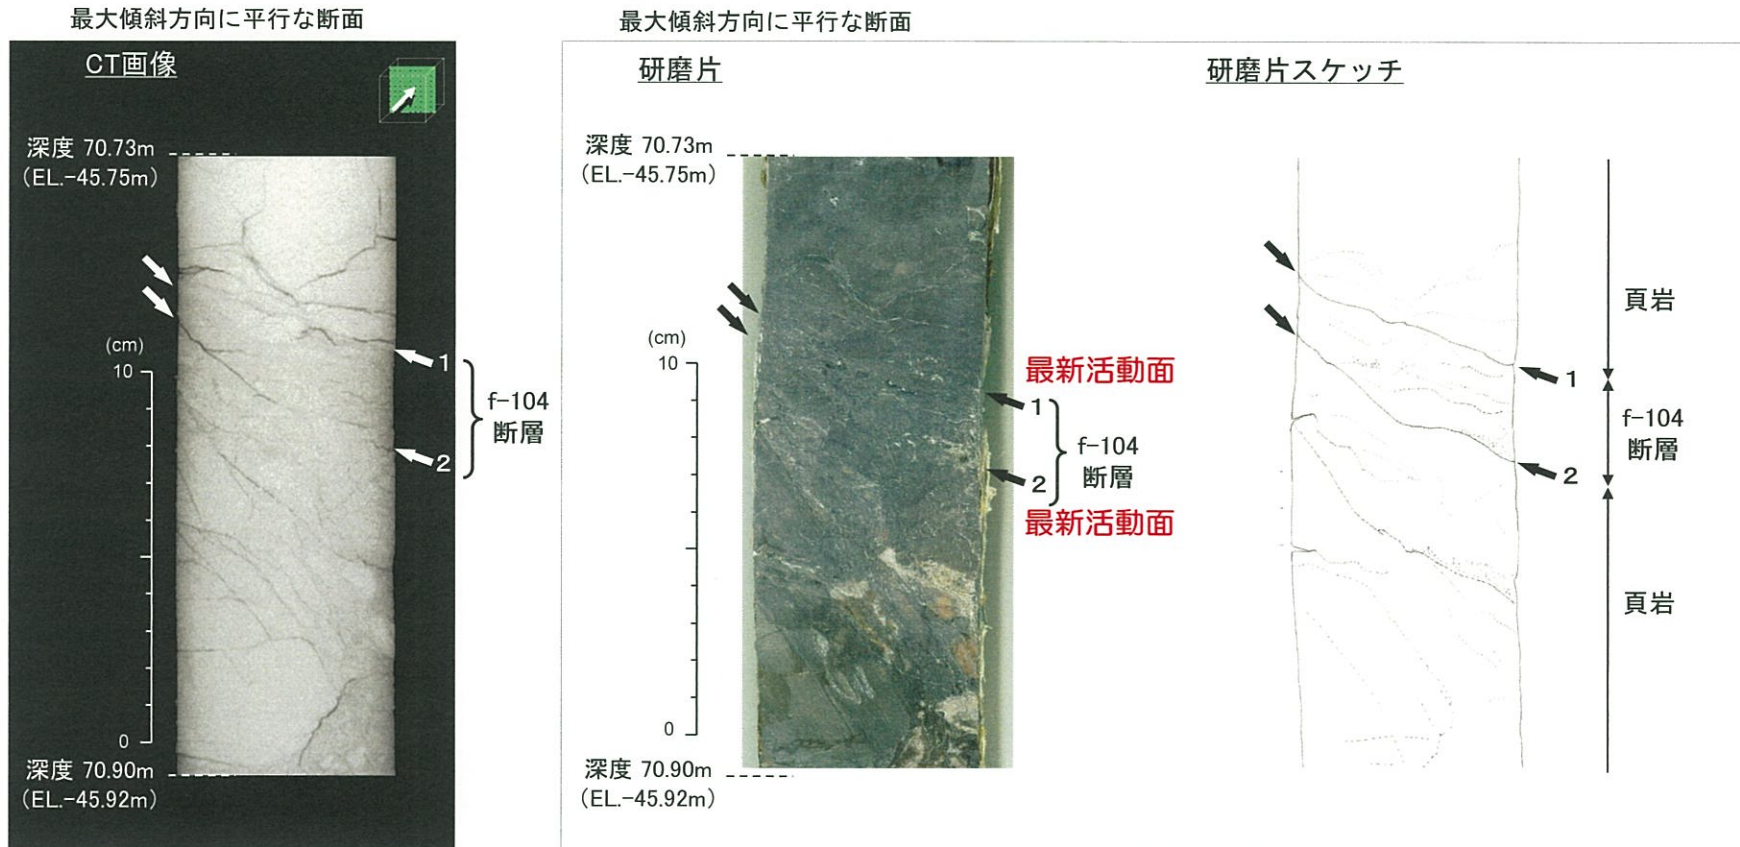 最大傾斜方向に平行な断面
CT画像
深度 70.73m
(EL.-45.75m)
(cm)
10
0
1
2
f-104
断層
深度 70.90m
(EL.-45.92m)
最大傾斜方向に平行な断面
研磨片
深度 70.73m
(EL.-45.75m)
(cm)
10
0
最新活動面
1
2
f-104
断層
最新活動面
深度 70.90m
(EL.-45.92m)
研磨片スケッチ
1
2
頁岩
f-104
断層
頁岩